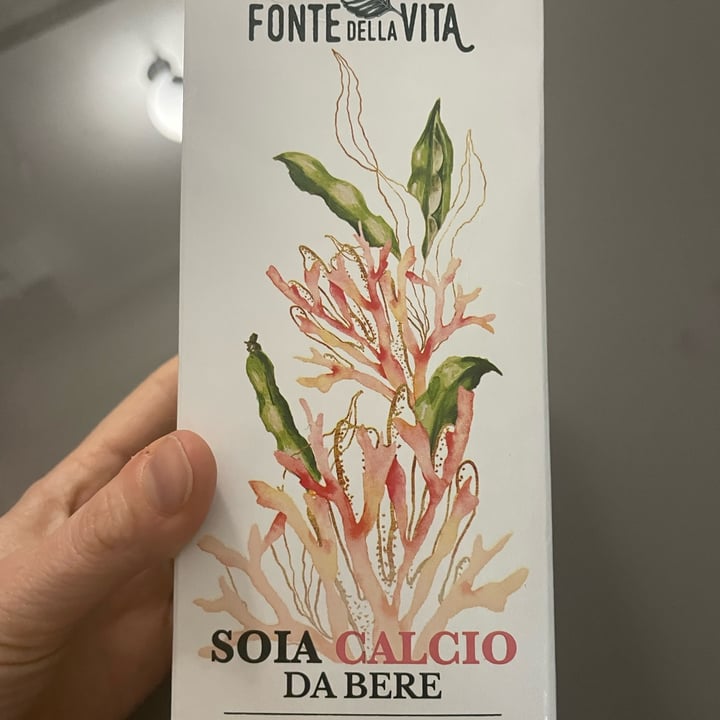 FONTE DELLA VITA
SOIA CALCIO
DA BERE